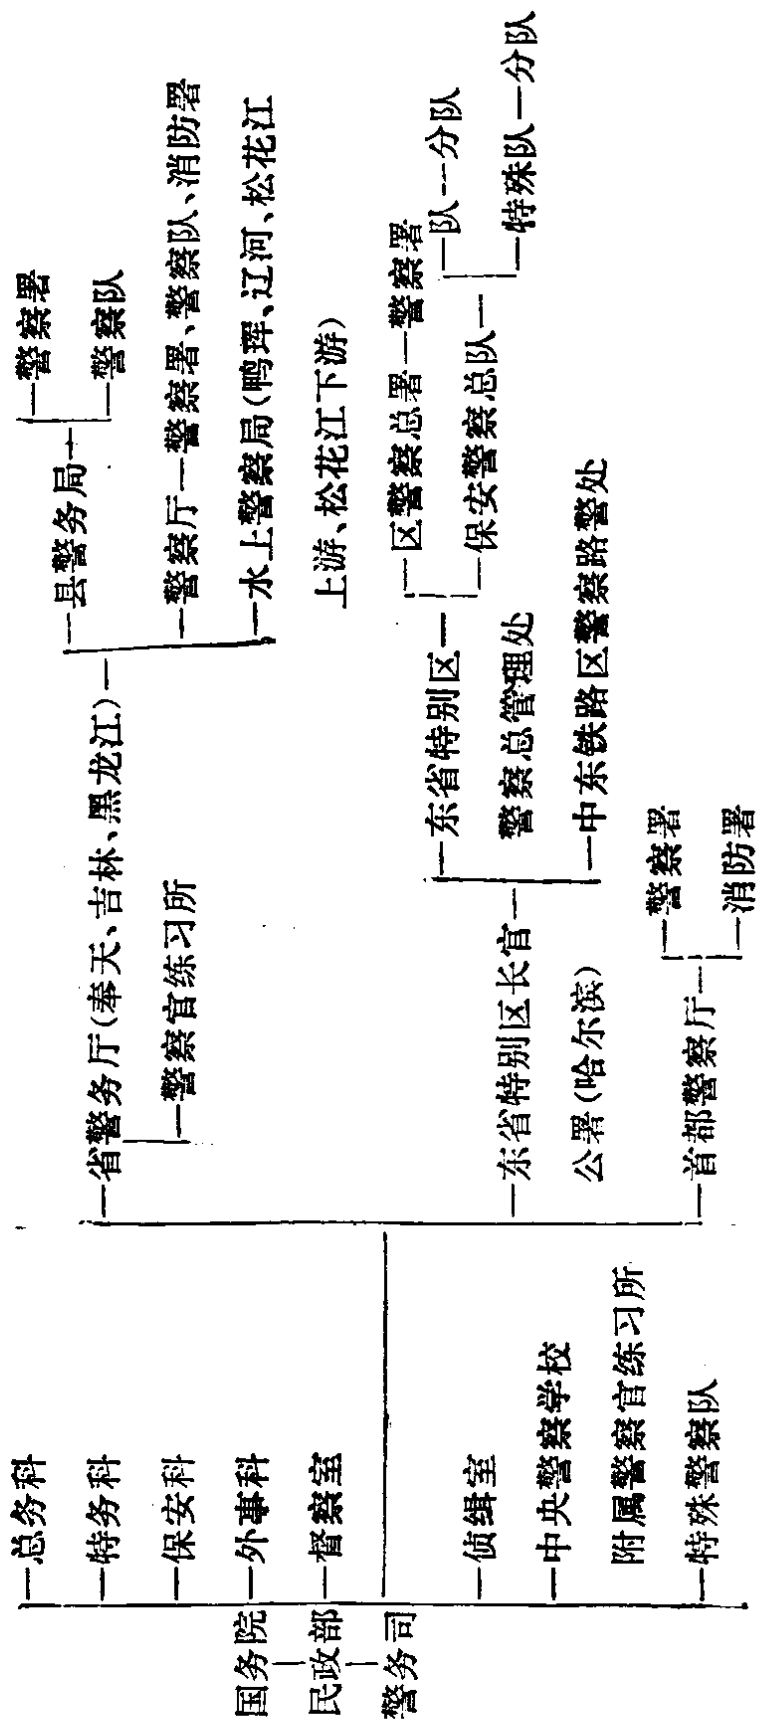 国务院
民政部
警务司
总务科
特务科
保安科
外事科
督察室
侦缉室
中央警察学校
附属警察官练习所
特殊警察队
省警务厅(奉天、吉林、黑龙江)
警察官练习所
县警务局
警察署
警察队
警察厅—警察署、警察队、消防署
水上警察局(鸭珲、辽河、松花江
上游、松花江下游)
东省特别区长官
公署(哈尔滨)
东省特别区
警察总管理处
区警察总署—警察署
保安警察总队
队—分队
特殊队—分队
中东铁路区警察路警处
首都警察厅
警察署
消防署